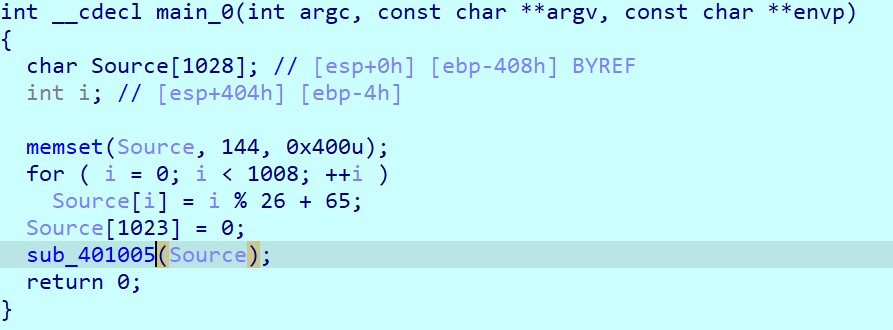 int __cdecl main_0(int argc, const char **argv, const char **envp)
{
  char Source[1028]; // [esp+0h] [ebp-408h] BYREF
  int i; // [esp+404h] [ebp-4h]

  memset(Source, 144, 0x400u);
  for ( i = 0; i < 1008; ++i )
    Source[i] = i % 26 + 65;
  Source[1023] = 0;
  sub_401005(Source);
  return 0;
}